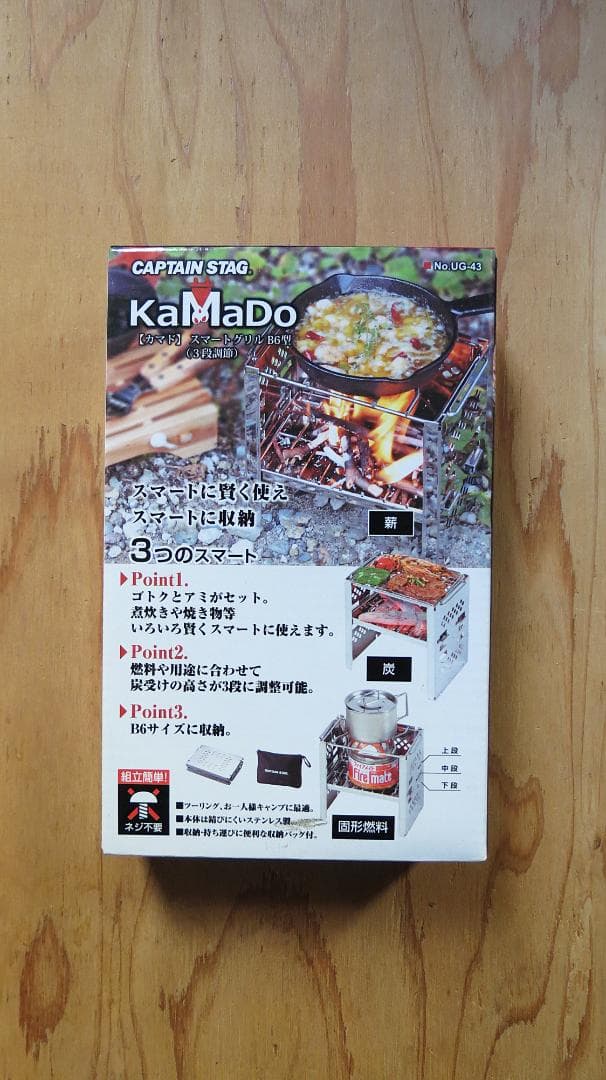 CAPTAIN STAG®
■No.UG-43
KaMaDo
【カマド】 スマートグリル B6型
(3段調節)
スマートに賢く使え
スマートに収納
3つのスマート
薪
▶Point1.
ゴトクとアミがセット。
煮炊きや焼き物等
いろいろ賢くスマートに使えます。
炭
▶Point2.
燃料や用途に合わせて
炭受けの高さが3段に調整可能。
▶Point3.
B6サイズに収納。
CAPTAIN STAG
Fire mate
上段
中段
下段
組立簡単!
ネジ不要
■ツーリング、お一人様キャンプに最適。
■本体は錆びにくいステンレス製。
■収納・持ち運びに便利な収納バッグ付。
固形燃料